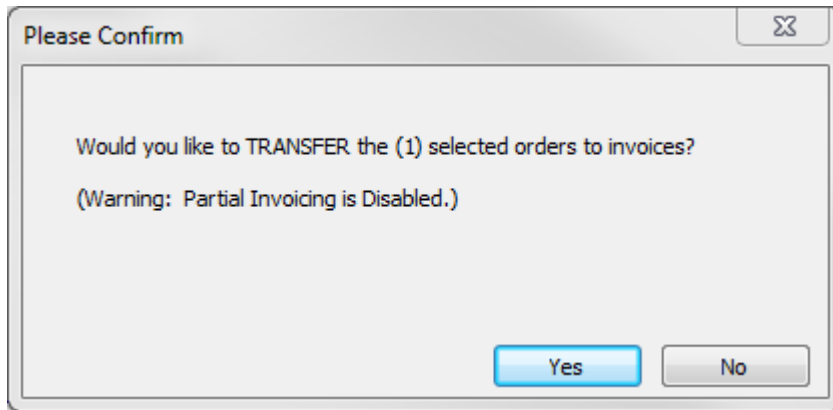 Please Confirm
Would you like to TRANSFER the (1) selected orders to invoices?
(Warning:  Partial Invoicing is Disabled.)
Yes
No